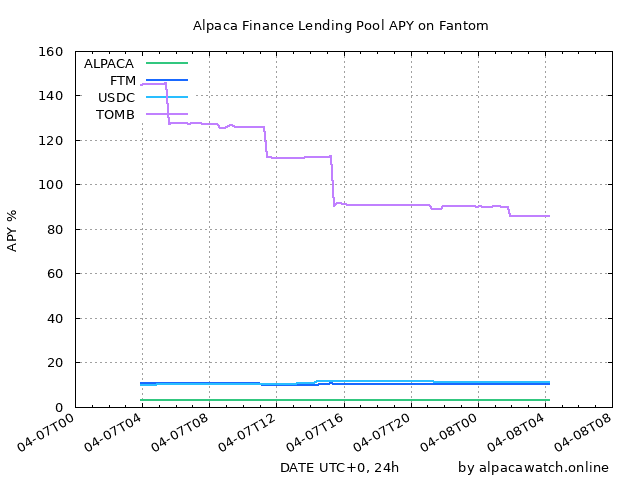 Alpaca Finance Lending Pool APY on Fantom
160
140
120
100
80
60
40
20
0
APY %
ALPACA
FTM
USDC
TOMB
04-07T00
04-07T04
04-07T08
04-07T12
04-07T16
04-07T20
04-08T00
04-08T04
04-08T08
DATE UTC+0, 24h
by alpacawatch.online